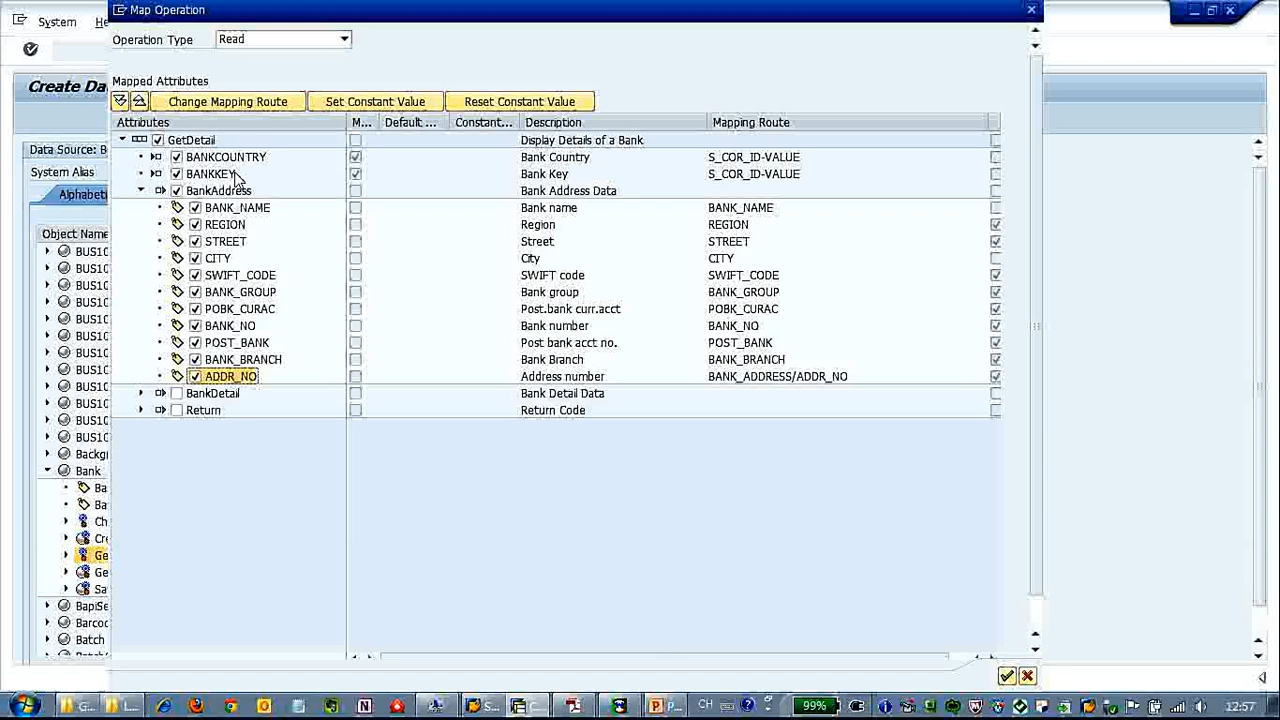 Map Operation
System
He
Operation Type
Read
Mapped Attributes
Create Da
Change Mapping Route
Set Constant Value
Reset Constant Value
Attributes
M...
Default ...
Constant...
Description
Mapping Route
GetDetail
Display Details of a Bank
Data Source: B
BANKCOUNTRY
Bank Country
S_COR_ID-VALUE
System Alias
BANKKEY
Bank Key
S_COR_ID-VALUE
Alphabeti
BankAddress
Bank Address Data
BANK_NAME
Bank name
BANK_NAME
REGION
Region
REGION
Object Name
STREET
Street
STREET
BUS10
CITY
City
CITY
BUS10
SWIFT_CODE
SWIFT code
SWIFT_CODE
BUS10
BANK_GROUP
Bank group
BANK_GROUP
BUS10
POBK_CURAC
Post.bank curr.acct
POBK_CURAC
BUS10
BANK_NO
Bank number
BANK_NO
BUS10
POST_BANK
Post bank acct no.
POST_BANK
BUS10
BANK_BRANCH
Bank Branch
BANK_BRANCH
BUS10
ADDR_NO
Address number
BANK_ADDRESS/ADDR_NO
BUS10
BankDetail
Bank Detail Data
BUS10
Return
Return Code
BUS10
BUS10
Backg
Bank
Ba
Ba
Ch
Cre
Ge
Ge
Sa
BapiSe
Barcod
Batch
G...
L...
S...
C...
P...
CH
99%
12:57